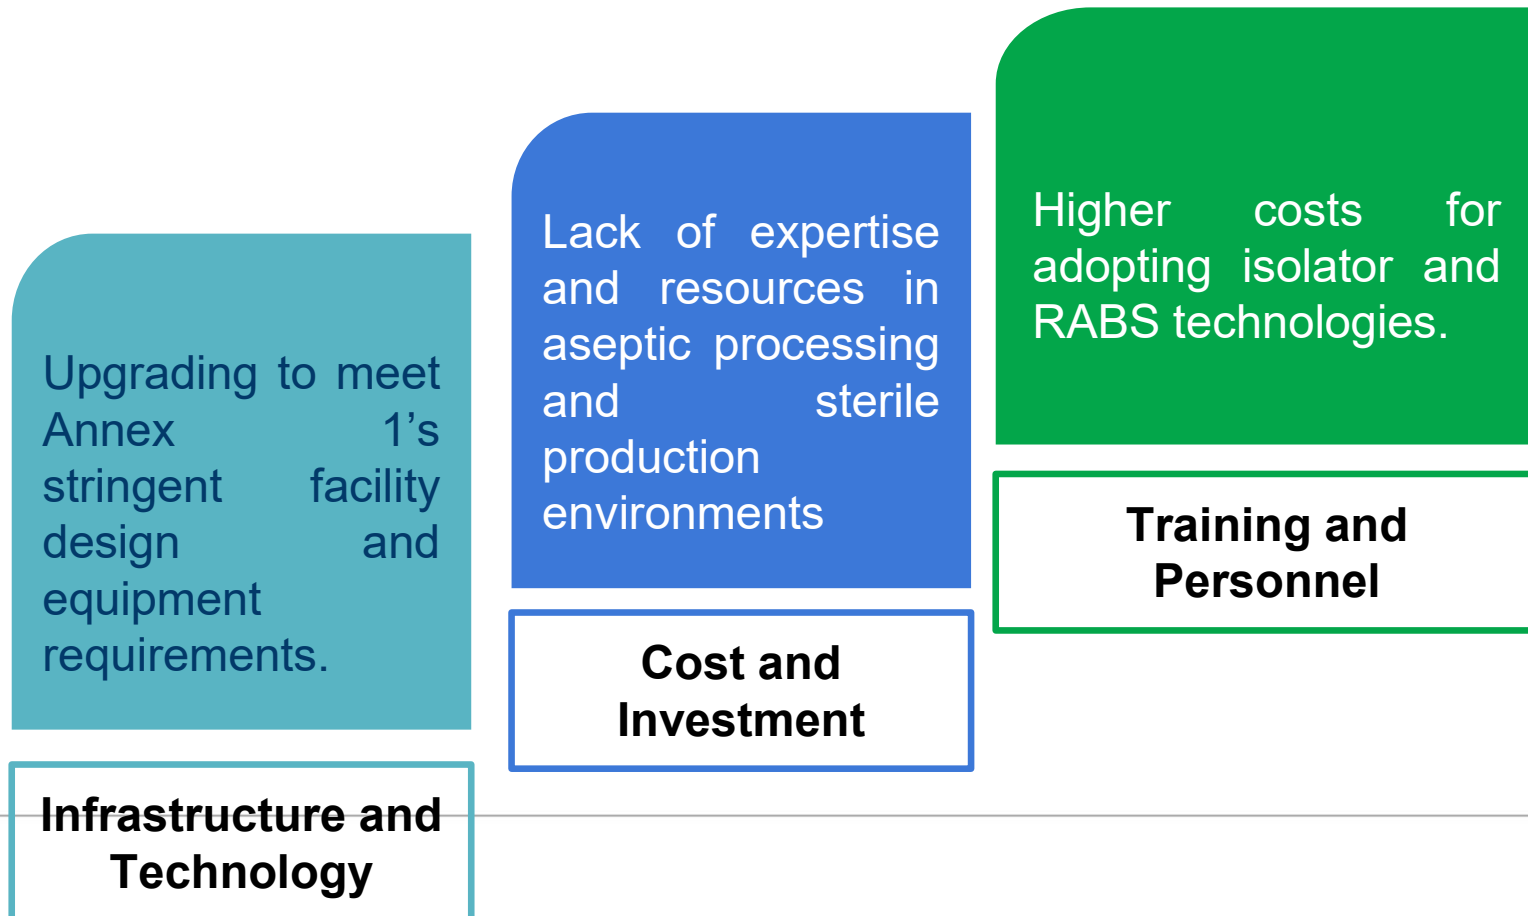 Upgrading to meet
Annex 1’s
stringent facility
design and
equipment
requirements.
Infrastructure and
Technology
Lack of expertise
and resources in
aseptic processing
and sterile
production
environments
Cost and
Investment
Higher costs for
adopting isolator and
RABS technologies.
Training and
Personnel